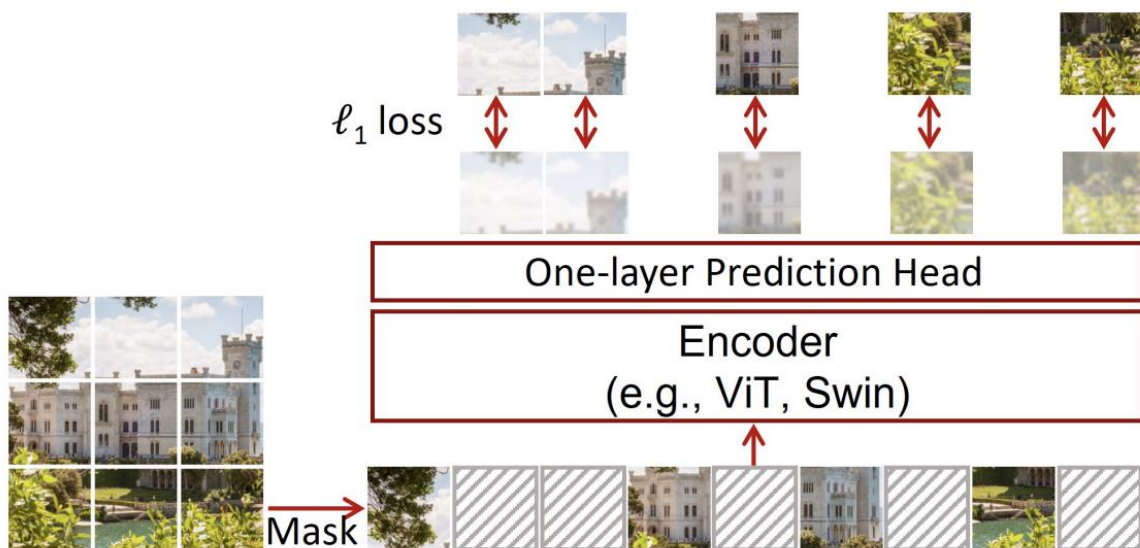 ℓ₁ loss
One-layer Prediction Head
Encoder
(e.g., ViT, Swin)
Mask